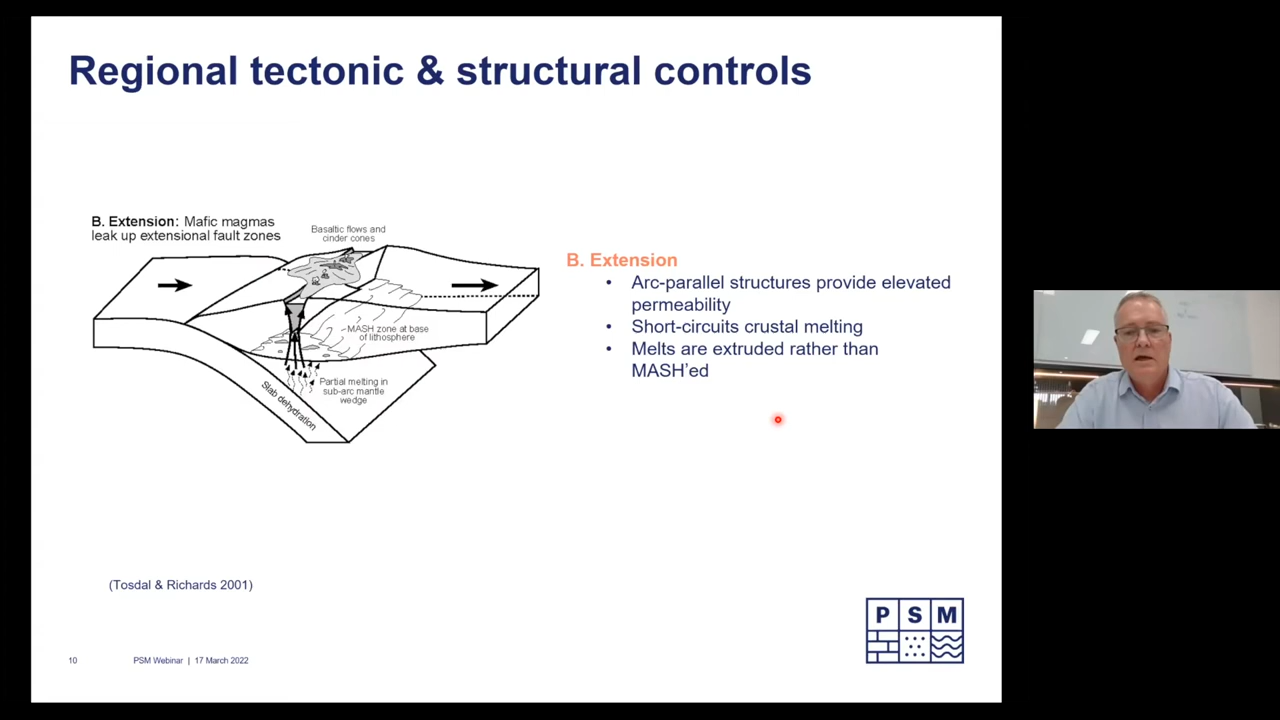 Regional tectonic & structural controls
B. Extension: Mafic magmas
leak up extensional fault zones
Basaltic flows and
cinder cones
MASH zone at base
of lithosphere
Partial melting in
sub-arc mantle
wedge
Slab dehydration
B. Extension
• Arc-parallel structures provide elevated
permeability
• Short-circuits crustal melting
• Melts are extruded rather than
MASH'ed
(Tosdal & Richards 2001)
P S M
10
PSM Webinar | 17 March 2022